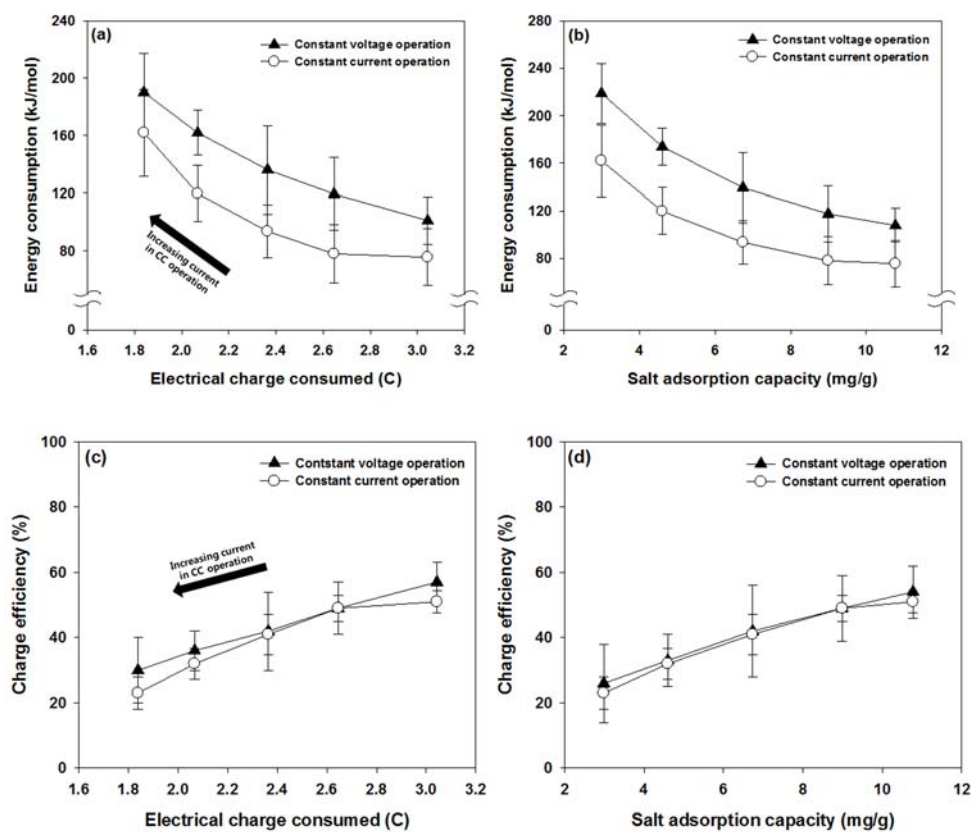 (a)
Constant voltage operation
Constant current operation
Energy consumption (kJ/mol)
240
200
160
120
80
0
Increasing current
in CC operation
1.6 1.8 2.0 2.2 2.4 2.6 2.8 3.0 3.2
Electrical charge consumed (C)
(b)
Constant voltage operation
Constant current operation
Energy consumption (kJ/mol)
280
240
200
160
120
80
0
2 4 6 8 10 12
Salt adsorption capacity (mg/g)
(c)
Contstant voltage operation
Constant current operation
Charge efficiency (%)
100
80
60
40
20
0
Increasing current
in CC operation
1.6 1.8 2.0 2.2 2.4 2.6 2.8 3.0 3.2
Electrical charge consumed (C)
(d)
Constant voltage operation
Constant current operation
Charge efficiency (%)
100
80
60
40
20
0
2 4 6 8 10 12
Salt adsorption capacity (mg/g)